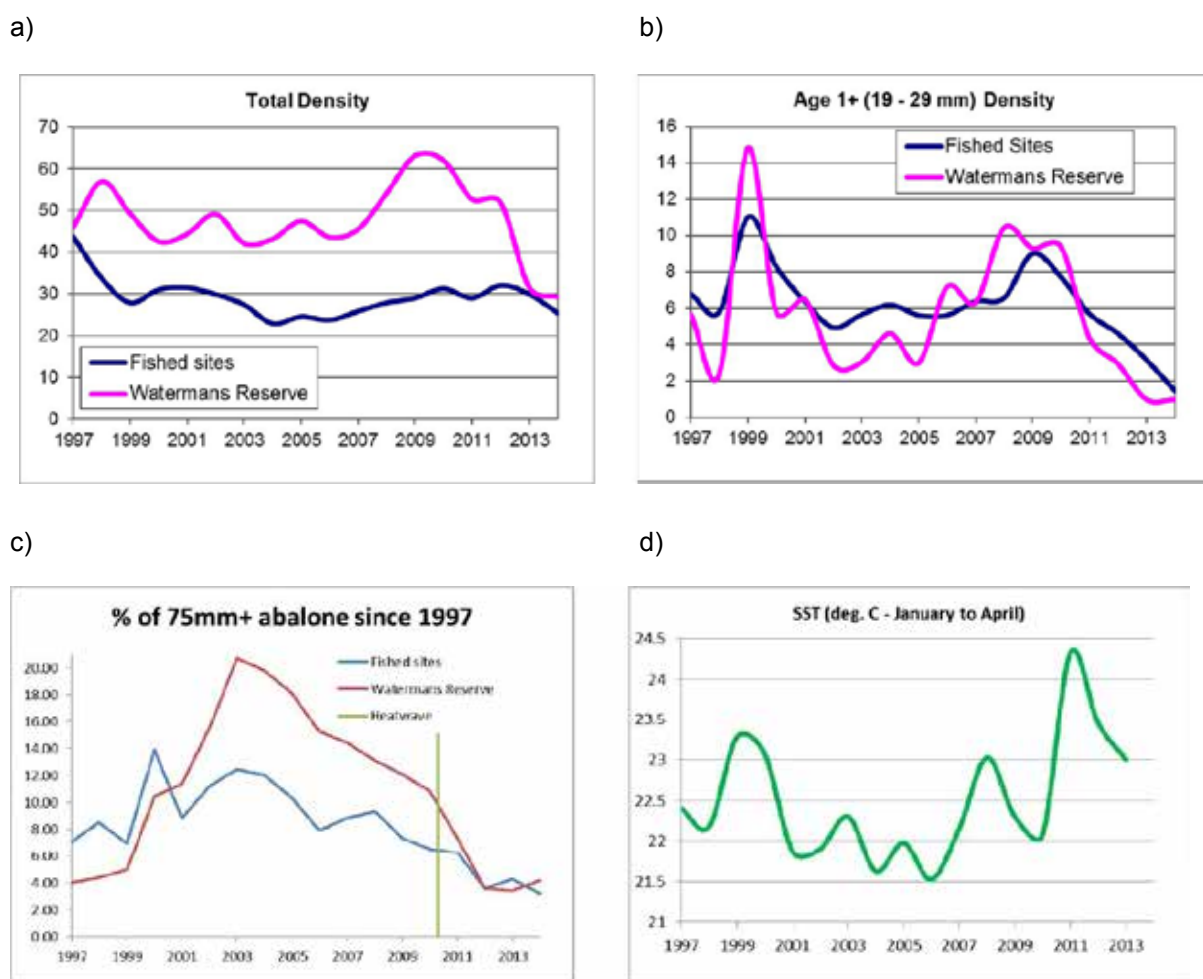 a)
b)
Total Density
70
60
50
40
30
20
10
0
Fished sites
Watermans Reserve
1997 1999 2001 2003 2005 2007 2009 2011 2013
Age 1+ (19 - 29 mm) Density
16
14
12
10
8
6
4
2
0
Fished Sites
Watermans Reserve
1997 1999 2001 2003 2005 2007 2009 2011 2013
c)
d)
% of 75mm+ abalone since 1997
20.00
18.00
16.00
14.00
12.00
10.00
8.00
6.00
4.00
2.00
0.00
Fished sites
Watermans Reserve
Heatwave
1997 1999 2001 2003 2005 2007 2009 2011 2013
SST (deg. C - January to April)
24.5
24
23.5
23
22.5
22
21.5
21
1997 1999 2001 2003 2005 2007 2009 2011 2013